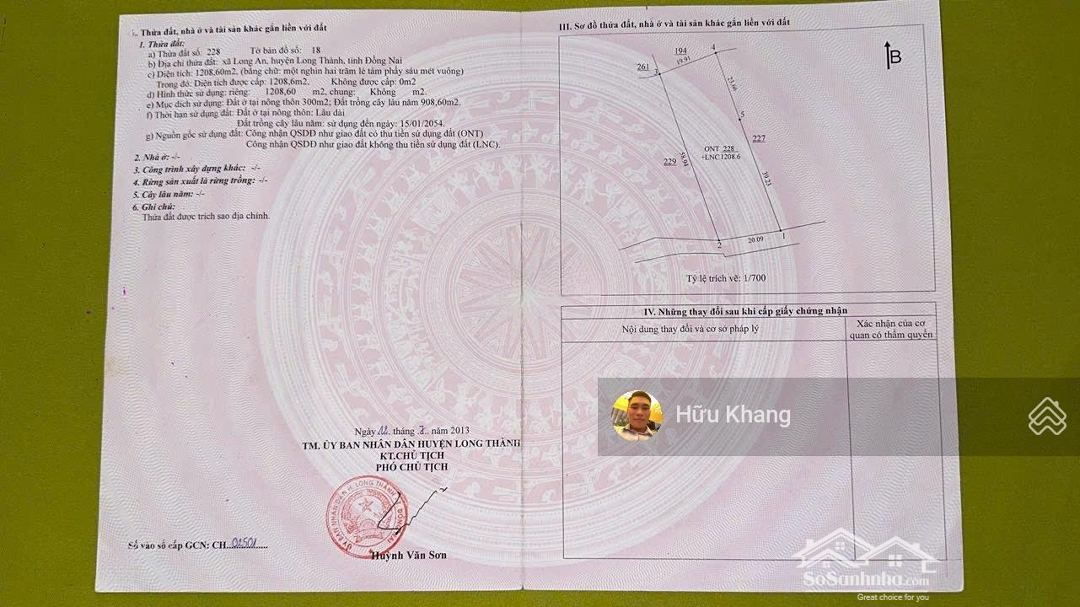 II. Thửa đất, nhà ở và tài sản khác gắn liền với đất
1. Thửa đất:
a) Thửa đất số: 228 Tờ bản đồ số: 18
b) Địa chỉ thửa đất: xã Long An, huyện Long Thành, tỉnh Đồng Nai
c) Diện tích: 1208,60m2, (bằng chữ: một nghìn hai trăm lẻ tám phẩy sáu mét vuông)
Trong đó: Diện tích được cấp: 1208,6m2. Không được cấp: 0m2
d) Hình thức sử dụng: riêng: 1208,60 m2, chung: Không m2.
e) Mục đích sử dụng: Đất ở tại nông thôn 300m2; Đất trồng cây lâu năm 908,60m2.
f) Thời hạn sử dụng đất: Đất ở tại nông thôn: Lâu dài
Đất trồng cây lâu năm: sử dụng đến ngày: 15/01/2054.
g) Nguồn gốc sử dụng đất: Công nhận QSDĐ như giao đất có thu tiền sử dụng đất (ONT)
Công nhận QSDĐ như giao đất không thu tiền sử dụng đất (LNC).
2. Nhà ở: -/-
3. Công trình xây dựng khác: -/-
4. Rừng sản xuất là rừng trồng: -/-
5. Cây lâu năm: -/-
6. Ghi chú:
Thửa đất được trích sao địa chính.
Ngày 12 tháng 7 năm 2013
TM. ỦY BAN NHÂN DÂN HUYỆN LONG THÀNH
KT.CHỦ TỊCH
PHÓ CHỦ TỊCH
Huỳnh Văn Sơn
Số vào sổ cấp GCN: CH 01501
III. Sơ đồ thửa đất, nhà ở và tài sản khác gắn liền với đất
B
194
4
261
19.91
3
23.60
5
227
ONT 228
+LNC 1208.6
229
58.94
39.23
1
2
20.09
Tỷ lệ trích vẽ: 1/700
IV. Những thay đổi sau khi cấp giấy chứng nhận
Nội dung thay đổi và cơ sở pháp lý
Xác nhận của cơ
quan có thẩm quyền
Hữu Khang
SoSanhnha.com
Great choice for you